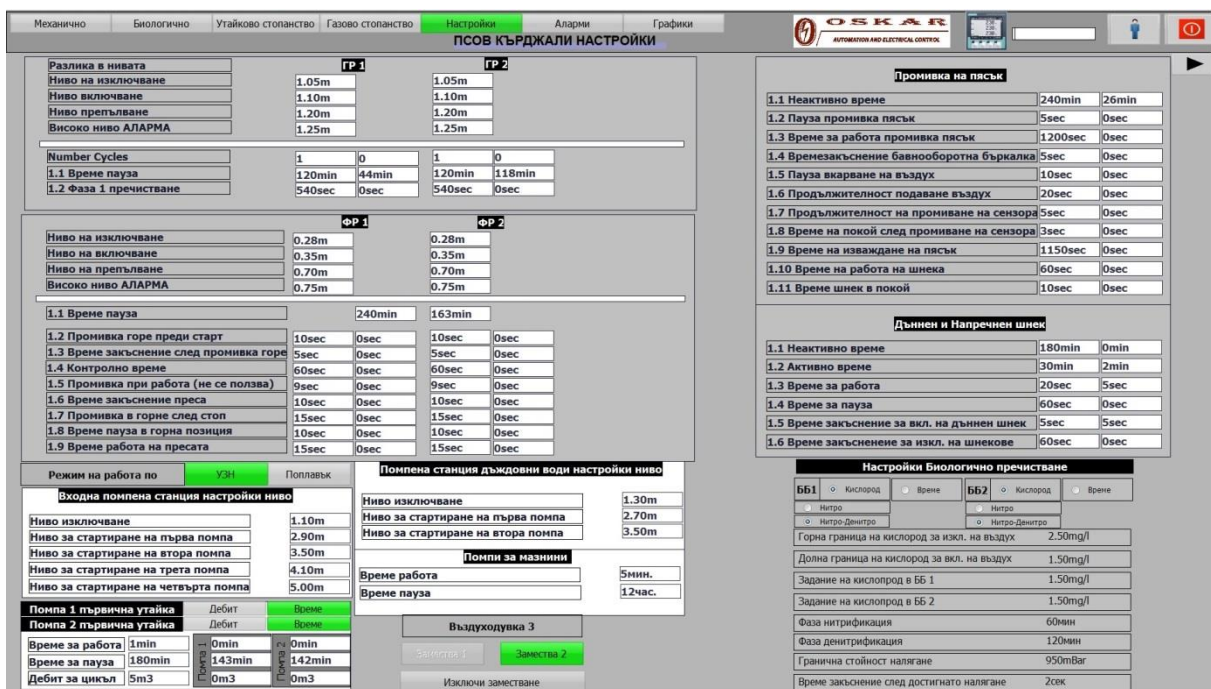 Механично Биологично Утайково стопанство Газово стопанство Настройки Аларми Графики
ПСОВ КЪРДЖАЛИ НАСТРОЙКИ
OSKAR
AUTOMATION AND ELECTRICAL CONTROL
Разлика в нивата ГР 1 ГР 2
Ниво на изключване 1.05m 1.05m
Ниво включване 1.10m 1.10m
Ниво препълване 1.20m 1.20m
Високо ниво АЛАРМА 1.25m 1.25m
Number Cycles 1 0 1 0
1.1 Време пауза 120min 44min 120min 118min
1.2 Фаза 1 пречистване 540sec 0sec 540sec 0sec
ФР 1 ФР 2
Ниво на изключване 0.28m 0.28m
Ниво на включване 0.35m 0.35m
Ниво на препълване 0.70m 0.70m
Високо ниво АЛАРМА 0.75m 0.75m
1.1 Време пауза 240min 163min
1.2 Промивка горе преди старт 10sec 0sec 10sec 0sec
1.3 Време закъснение след промивка горе 5sec 0sec 5sec 0sec
1.4 Контролно време 60sec 0sec 60sec 0sec
1.5 Промивка при работа (не се ползва) 9sec 0sec 9sec 0sec
1.6 Време закъснение преса 10sec 0sec 10sec 0sec
1.7 Промивка в горне след стоп 15sec 0sec 15sec 0sec
1.8 Време пауза в горна позиция 10sec 0sec 10sec 0sec
1.9 Време работа на пресата 15sec 0sec 15sec 0sec
Режим на работа по УЗН Поплавък
Входна помпена станция настройки ниво
Ниво изключване 1.10m
Ниво за стартиране на първа помпа 2.90m
Ниво за стартиране на втора помпа 3.50m
Ниво за стартиране на трета помпа 4.10m
Ниво за стартиране на четвърта помпа 5.00m
Помпа 1 първична утайка Дебит Време
Помпа 2 първична утайка Дебит Време
Време за работа 1min Помпа 1 0min Помпа 2 0min
Време за пауза 180min 143min 142min
Дебит за цикъл 5m3 0m3 0m3
Помпена станция дъждовни води настройки ниво
Ниво изключване 1.30m
Ниво за стартиране на първа помпа 2.70m
Ниво за стартиране на втора помпа 3.50m
Помпи за мазнини
Време работа 5мин.
Време пауза 12час.
Въздуходувка 3
Замества 1 Замества 2
Изключи заместване
Промивка на пясък
1.1 Неактивно време 240min 26min
1.2 Пауза промивка пясък 5sec 0sec
1.3 Време за работа промивка пясък 1200sec 0sec
1.4 Времезакъснение бавнооборотна бъркалка 5sec 0sec
1.5 Пауза вкарване на въздух 10sec 0sec
1.6 Продължителност подаване въздух 20sec 0sec
1.7 Продължителност на промиване на сензора 5sec 0sec
1.8 Време на покой след промиване на сензора 3sec 0sec
1.9 Време на изваждане на пясък 1150sec 0sec
1.10 Време на работа на шнека 60sec 0sec
1.11 Време шнек в покой 10sec 0sec
Дъннен и Напречнен шнек
1.1 Неактивно време 180min 0min
1.2 Активно време 30min 2min
1.3 Време за работа 20sec 5sec
1.4 Време за пауза 60sec 0sec
1.5 Време закъснение за вкл. на дъннен шнек 5sec 5sec
1.6 Време закъсненеие за изкл. на шнекове 60sec 0sec
Настройки Биологично пречистване
ББ1 Кислород Време ББ2 Кислород Време
Нитро Нитро
Нитро-Денитро Нитро-Денитро
Горна граница на кислород за изкл. на въздух 2.50mg/l
Долна граница на кислород за вкл. на въздух 1.50mg/l
Задание на кислопрод в ББ 1 1.50mg/l
Задание на кислопрод в ББ 2 1.50mg/l
Фаза нитрификация 60мин
Фаза денитрификация 120мин
Гранична стойност налягане 950mBar
Време закъснение след достигнато налягане 2сек